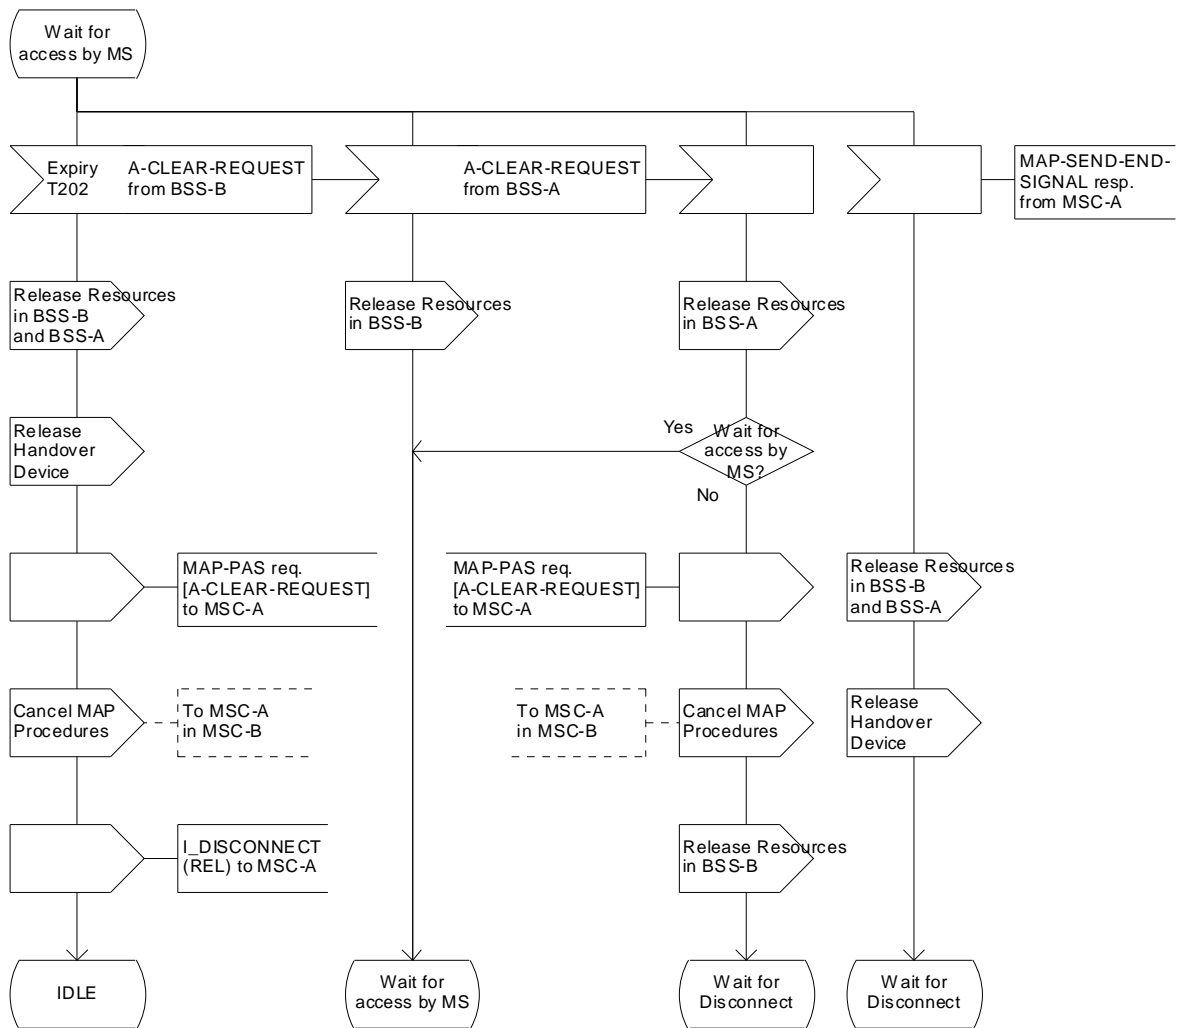 Wait for
access by MS
Expiry
T202
A-CLEAR-REQUEST
from BSS-B
A-CLEAR-REQUEST
from BSS-A
MAP-SEND-END-
SIGNAL resp.
from MSC-A
Release Resources
in BSS-B
and BSS-A
Release Resources
in BSS-B
Release Resources
in BSS-A
Release
Handover
Device
Yes
Wait for
access by
MS?
No
MAP-PAS req.
[A-CLEAR-REQUEST]
to MSC-A
MAP-PAS req.
[A-CLEAR-REQUEST]
to MSC-A
Release Resources
in BSS-B
and BSS-A
Cancel MAP
Procedures
To MSC-A
in MSC-B
To MSC-A
in MSC-B
Cancel MAP
Procedures
Release
Handover
Device
I_DISCONNECT
(REL) to MSC-A
Release Resources
in BSS-B
IDLE
Wait for
access by MS
Wait for
Disconnect
Wait for
Disconnect